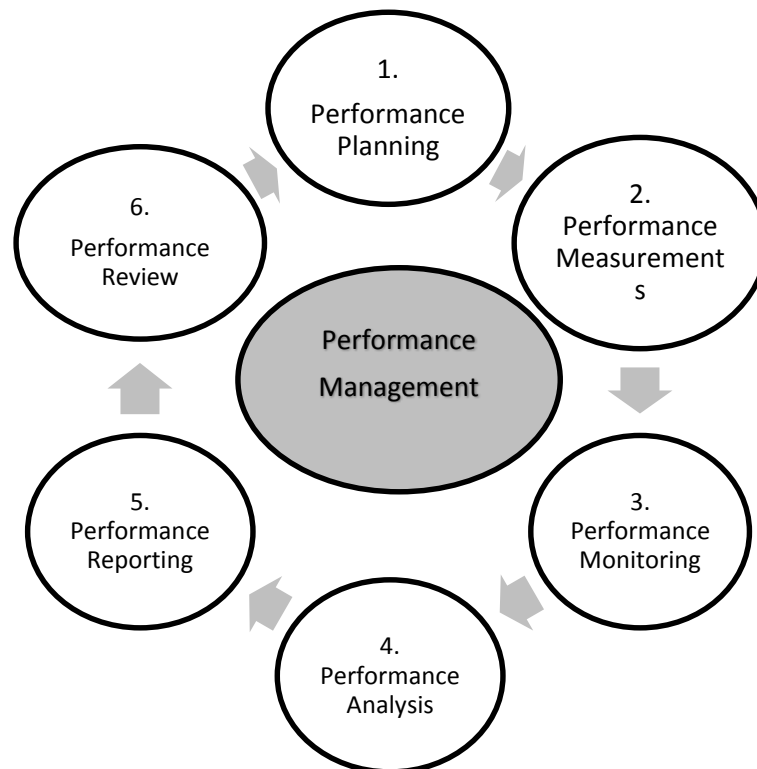 1.
Performance
Planning
2.
Performance
Measurement
s
3.
Performance
Monitoring
4.
Performance
Analysis
5.
Performance
Reporting
6.
Performance
Review
Performance
Management